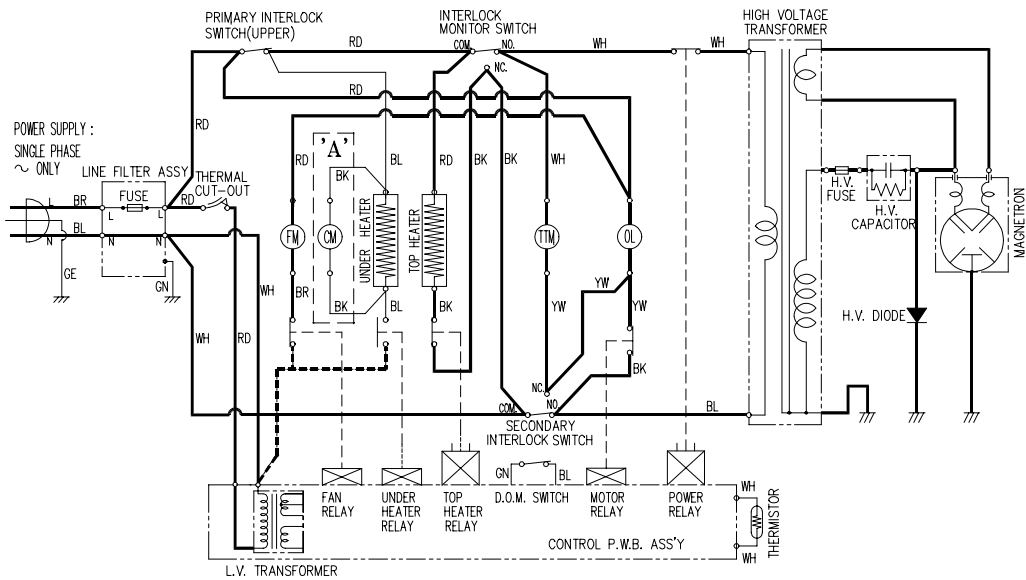 PRIMARY INTERLOCK
SWITCH(UPPER)
INTERLOCK
MONITOR SWITCH
HIGH VOLTAGE
TRANSFORMER
RD
COM.
NO.
WH
WH
NC.
RD
POWER SUPPLY :
SINGLE PHASE
~ ONLY
RD
'A'
LINE FILTER ASSY
THERMAL
CUT-OUT
RD
BK
BL
RD
BK
BK
WH
FUSE
RD
L
BR
L
L
BL
N
N
N
GE
GN
FM
CM
UNDER HEATER
TOP HEATER
TTM
OL
H.V.
FUSE
H.V.
CAPACITOR
MAGNETRON
WH
BR
BK
BL
BK
YW
YW
YW
H.V. DIODE
WH
RD
BK
NC.
COM.
NO.
BL
SECONDARY
INTERLOCK SWITCH
GN
BL
FAN
RELAY
UNDER
HEATER
RELAY
TOP
HEATER
RELAY
D.O.M. SWITCH
MOTOR
RELAY
POWER
RELAY
WH
THERMISTOR
WH
CONTROL P.W.B. ASS'Y
L.V. TRANSFORMER